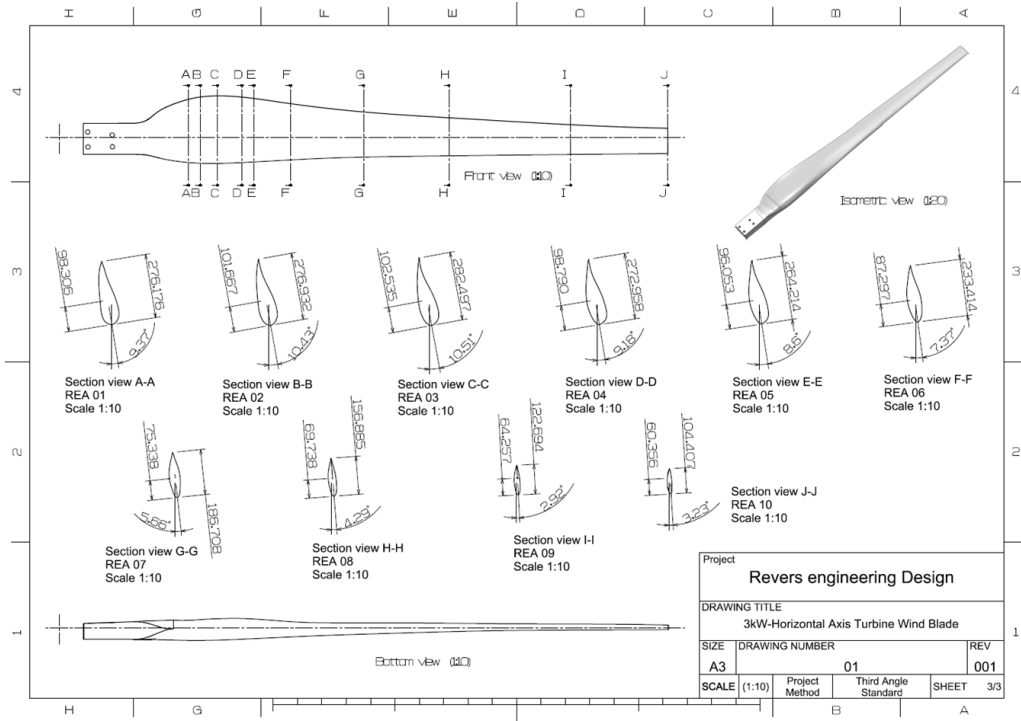 H G F E D C B A
4 4
A B C D E F G H I J
A B C D E F G H I J
Front view (1:10)
Isometric view (1:20)
3 3
98.306 276.176 9.37°
101.667 276.932 10.43°
102.535 282.497 10.51°
98.790 272.958 9.18°
96.053 264.214 8.6°
87.297 233.414 7.37°
Section view A-A
REA 01
Scale 1:10
Section view B-B
REA 02
Scale 1:10
Section view C-C
REA 03
Scale 1:10
Section view D-D
REA 04
Scale 1:10
Section view E-E
REA 05
Scale 1:10
Section view F-F
REA 06
Scale 1:10
2 2
75.338 186.708 5.66°
69.738 156.885 4.29°
64.257 122.694 2.92°
60.356 104.407 3.23°
Section view G-G
REA 07
Scale 1:10
Section view H-H
REA 08
Scale 1:10
Section view I-I
REA 09
Scale 1:10
Section view J-J
REA 10
Scale 1:10
1 1
Bottom view (1:10)
Project
Revers engineering Design
DRAWING TITLE
3kW-Horizontal Axis Turbine Wind Blade
SIZE DRAWING NUMBER REV
A3 01 001
SCALE (1:10) Project Method Third Angle Standard SHEET 3/3
H G B A